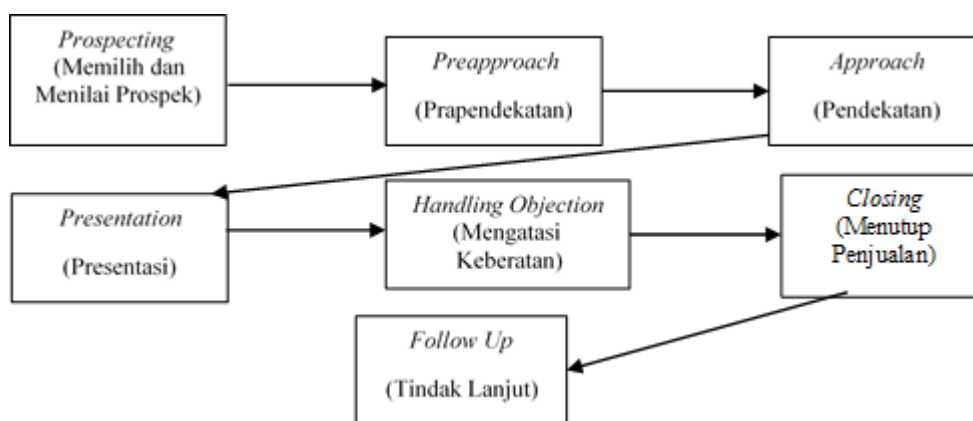 Prospecting
(Memilih dan
Menilai Prospek)
Preapproach
(Prapendekatan)
Approach
(Pendekatan)
Presentation
(Presentasi)
Handling Objection
(Mengatasi
Keberatan)
Closing
(Menutup
Penjualan)
Follow Up
(Tindak Lanjut)